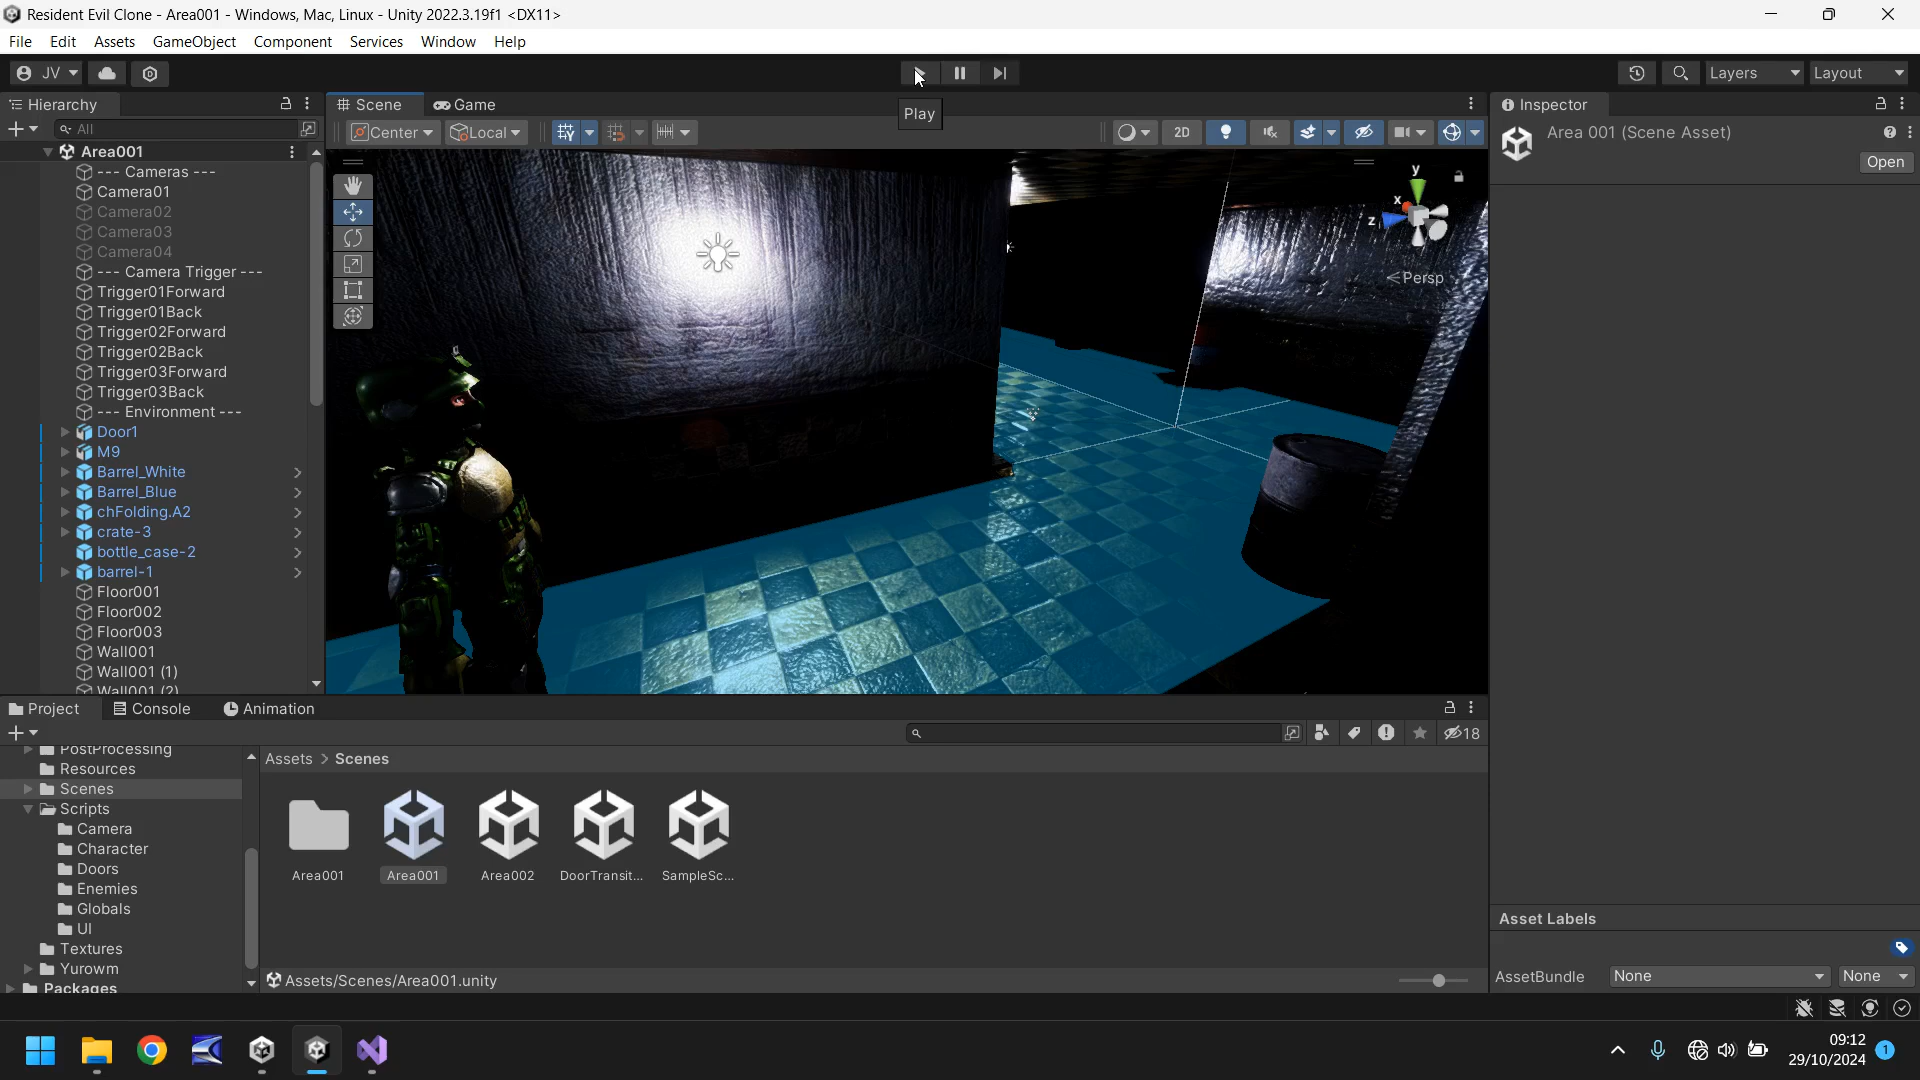 Resident Evil Clone - Area001 - Windows, Mac, Linux - Unity 2022.3.19f1 <DX11>
File Edit Assets GameObject Component Services Window Help
JV Layers Layout
Hierarchy
All
Area001
--- Cameras ---
Camera01
Camera02
Camera03
Camera04
--- Camera Trigger ---
Trigger01Forward
Trigger01Back
Trigger02Forward
Trigger02Back
Trigger03Forward
Trigger03Back
--- Environment ---
Door1
M9
Barrel_White
Barrel_Blue
chFolding.A2
crate-3
bottle_case-2
barrel-1
Floor001
Floor002
Floor003
Wall001
Wall001 (1)
Wall001 (2)
Scene Game
Play
Center Local 2D
y
x
z
Persp
Inspector
Area 001 (Scene Asset)
Open
Project Console Animation
18
PostProcessing
Resources
Scenes
Scripts
Camera
Character
Doors
Enemies
Globals
UI
Textures
Yurowm
Packages
Assets > Scenes
Area001 Area001 Area002 DoorTransit... SampleSc...
Assets/Scenes/Area001.unity
Asset Labels
AssetBundle None None
09:12
29/10/2024
1